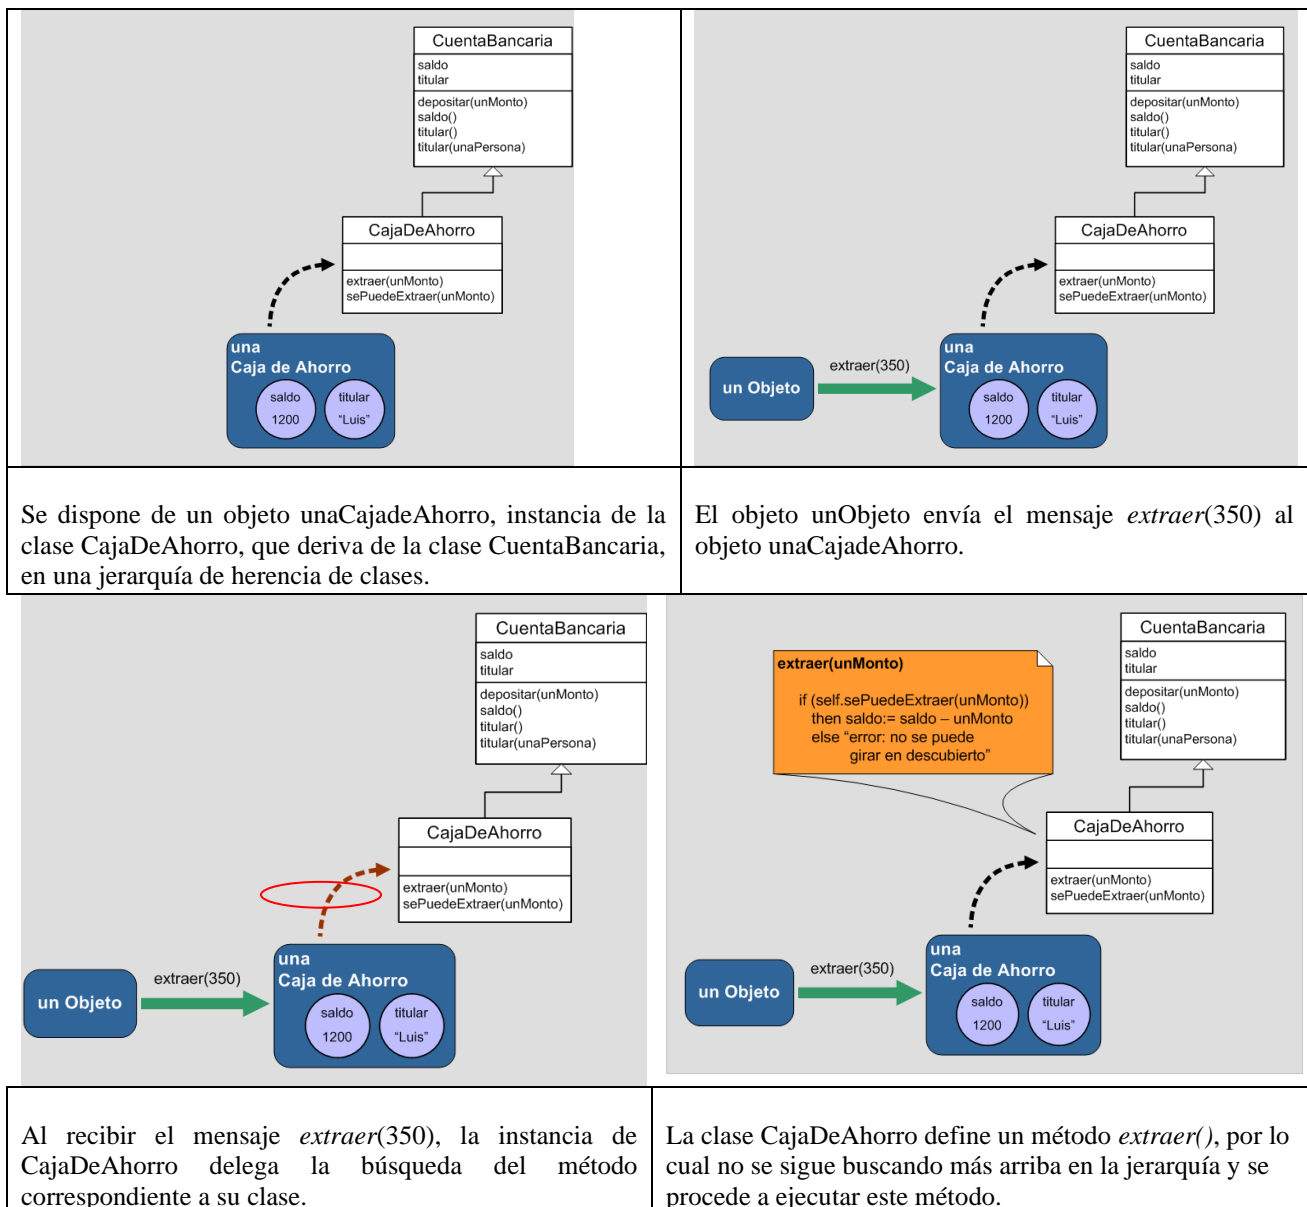 CuentaBancaria
saldo
titular
depositar(unMonto)
saldo()
titular()
titular(unaPersona)
CajaDeAhorro
extraer(unMonto)
sePuedeExtraer(unMonto)
una
Caja de Ahorro
saldo
1200
titular
“Luis”
CuentaBancaria
saldo
titular
depositar(unMonto)
saldo()
titular()
titular(unaPersona)
CajaDeAhorro
extraer(unMonto)
sePuedeExtraer(unMonto)
un Objeto
extraer(350)
una
Caja de Ahorro
saldo
1200
titular
“Luis”
Se dispone de un objeto unaCajadeAhorro, instancia de la
clase CajaDeAhorro, que deriva de la clase CuentaBancaria,
en una jerarquía de herencia de clases.
El objeto unObjeto envía el mensaje extraer(350) al
objeto unaCajadeAhorro.
CuentaBancaria
saldo
titular
depositar(unMonto)
saldo()
titular()
titular(unaPersona)
CajaDeAhorro
extraer(unMonto)
sePuedeExtraer(unMonto)
un Objeto
extraer(350)
una
Caja de Ahorro
saldo
1200
titular
“Luis”
extraer(unMonto)
if (self.sePuedeExtraer(unMonto))
then saldo:= saldo – unMonto
else “error: no se puede
girar en descubierto”
CuentaBancaria
saldo
titular
depositar(unMonto)
saldo()
titular()
titular(unaPersona)
CajaDeAhorro
extraer(unMonto)
sePuedeExtraer(unMonto)
un Objeto
extraer(350)
una
Caja de Ahorro
saldo
1200
titular
“Luis”
Al recibir el mensaje extraer(350), la instancia de
CajaDeAhorro delega la búsqueda del método
correspondiente a su clase.
La clase CajaDeAhorro define un método extraer(), por lo
cual no se sigue buscando más arriba en la jerarquía y se
procede a ejecutar este método.